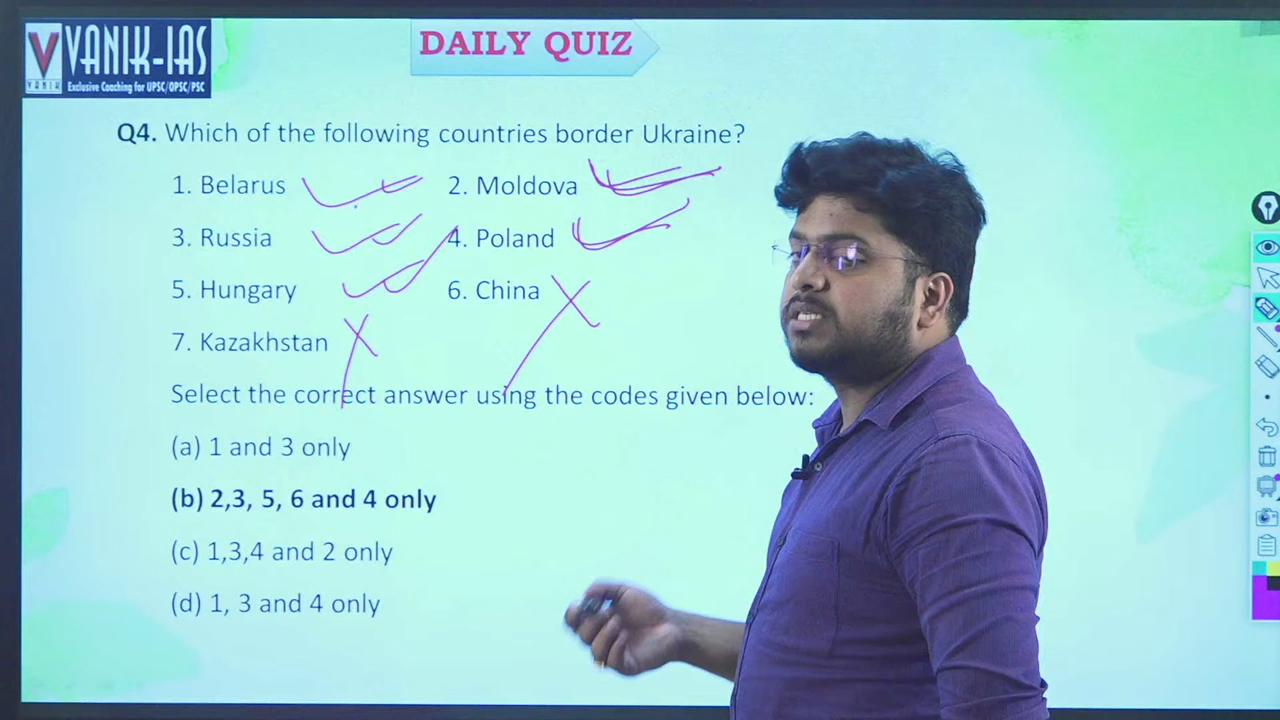 VANIK-IAS
VANIK
Exclusive Coaching for UPSC/OPSC/PSC
DAILY QUIZ
Q4. Which of the following countries border Ukraine?
1. Belarus 2. Moldova
3. Russia 4. Poland
5. Hungary 6. China
7. Kazakhstan
Select the correct answer using the codes given below:
(a) 1 and 3 only
(b) 2,3, 5, 6 and 4 only
(c) 1,3,4 and 2 only
(d) 1, 3 and 4 only